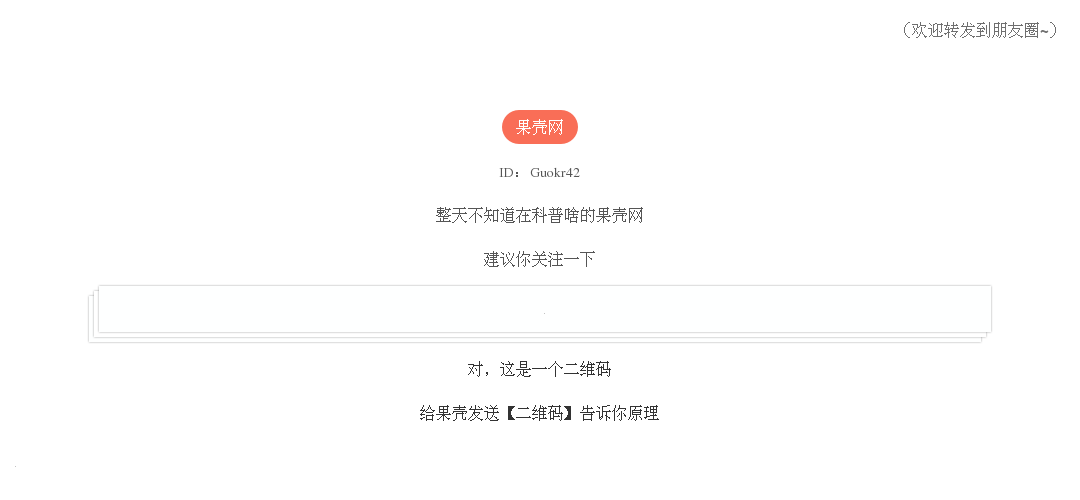 （欢迎转发到朋友圈~）
果壳网
ID：Guokr42
整天不知道在科普啥的果壳网
建议你关注一下
对，这是一个二维码
给果壳发送【二维码】告诉你原理